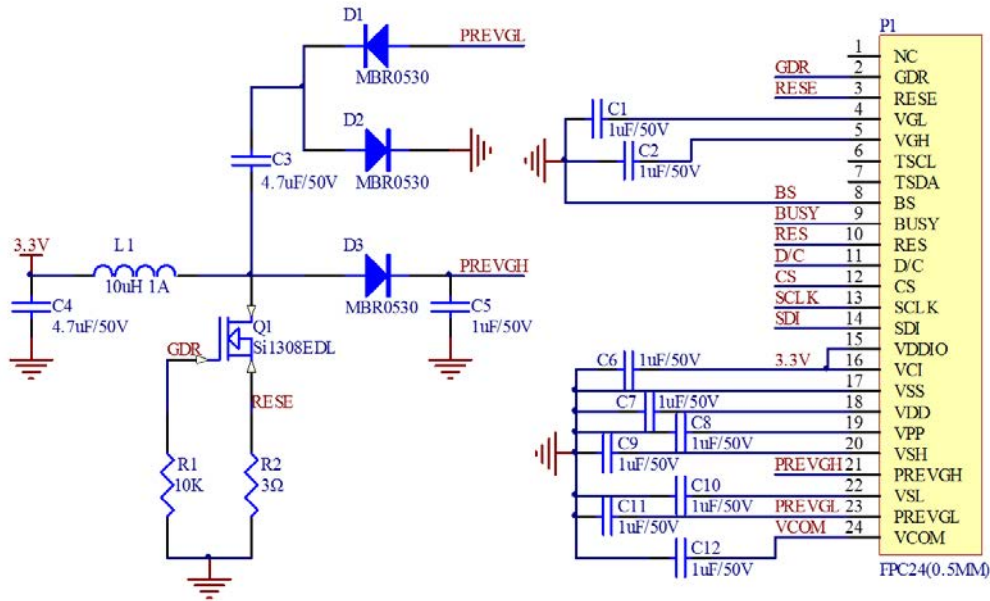 D1
PREVGL
MBR0530
D2
MBR0530
C3
4.7uF/50V
3.3V
L1
10uH 1A
D3
PREVGH
MBR0530
C4
4.7uF/50V
C5
1uF/50V
Q1
Si1308EDL
GDR
RESE
R1
10K
R2
3Ω
P1
1 NC
GDR 2 GDR
RESE 3 RESE
C1
1uF/50V
4 VGL
C2
1uF/50V
5 VGH
6 TSCL
7 TSDA
BS 8 BS
BUSY 9 BUSY
RES 10 RES
D/C 11 D/C
CS 12 CS
SCLK 13 SCLK
SDI 14 SDI
15 VDDIO
C6 1uF/50V 3.3V 16 VCI
17 VSS
C7 1uF/50V 18 VDD
C8
1uF/50V
19 VPP
C9
1uF/50V
20 VSH
PREVGH 21 PREVGH
C10
1uF/50V
22 VSL
C11
1uF/50V
PREVGL 23 PREVGL
VCOM 24 VCOM
C12
1uF/50V
FPC24(0.5MM)